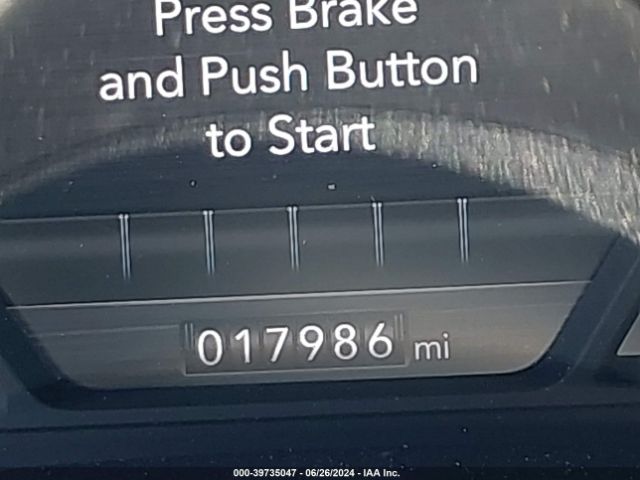 Press Brake
and Push Button
to Start
017986 mi
000-39735047 - 06/26/2024 - IAA Inc.